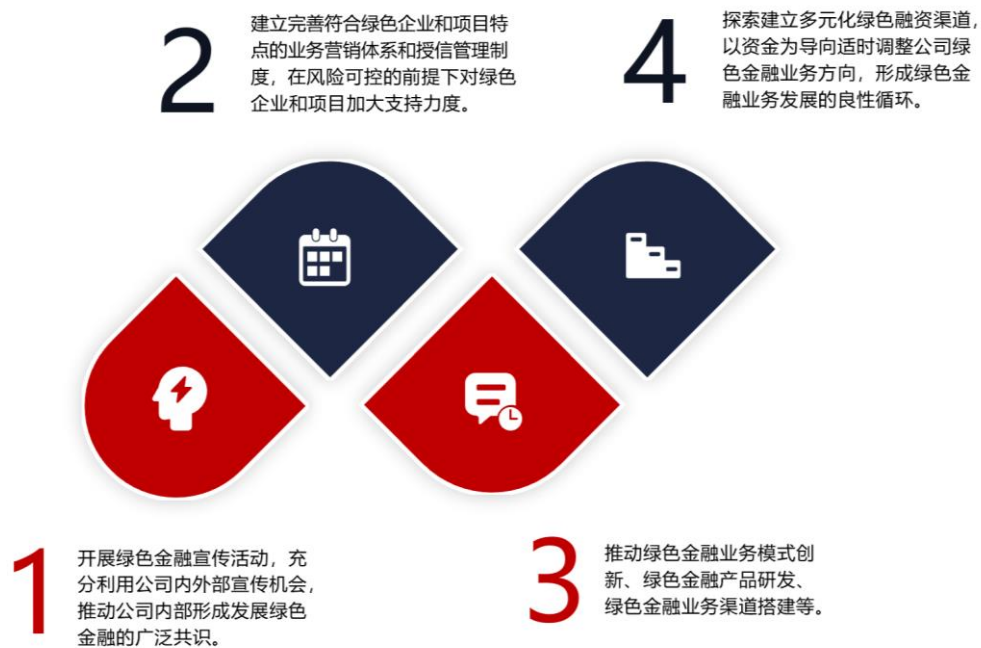 1
开展绿色金融宣传活动，充
分利用公司内外部宣传机会，
推动公司内部形成发展绿色
金融的广泛共识。
2
建立完善符合绿色企业和项目特
点的业务营销体系和授信管理制
度，在风险可控的前提下对绿色
企业和项目加大支持力度。
3
推动绿色金融业务模式创
新、绿色金融产品研发、
绿色金融业务渠道搭建等。
4
探索建立多元化绿色融资渠道，
以资金为导向适时调整公司绿
色金融业务方向，形成绿色金
融业务发展的良性循环。